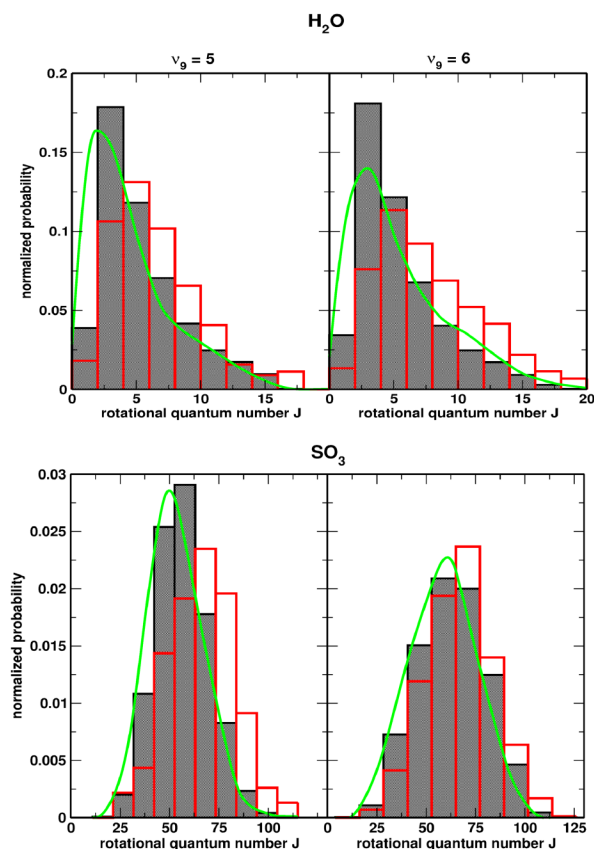 H₂O
ν₉ = 5
ν₉ = 6
normalized probability
0.2
0.15
0.1
0.05
0
0 5 10 15 0 5 10 15 20
rotational quantum number J
rotational quantum number J
SO₃
normalized probability
0.03
0.025
0.02
0.015
0.01
0.005
0
0 25 50 75 100 0 25 50 75 100 125
rotational quantum number J
rotational quantum number J